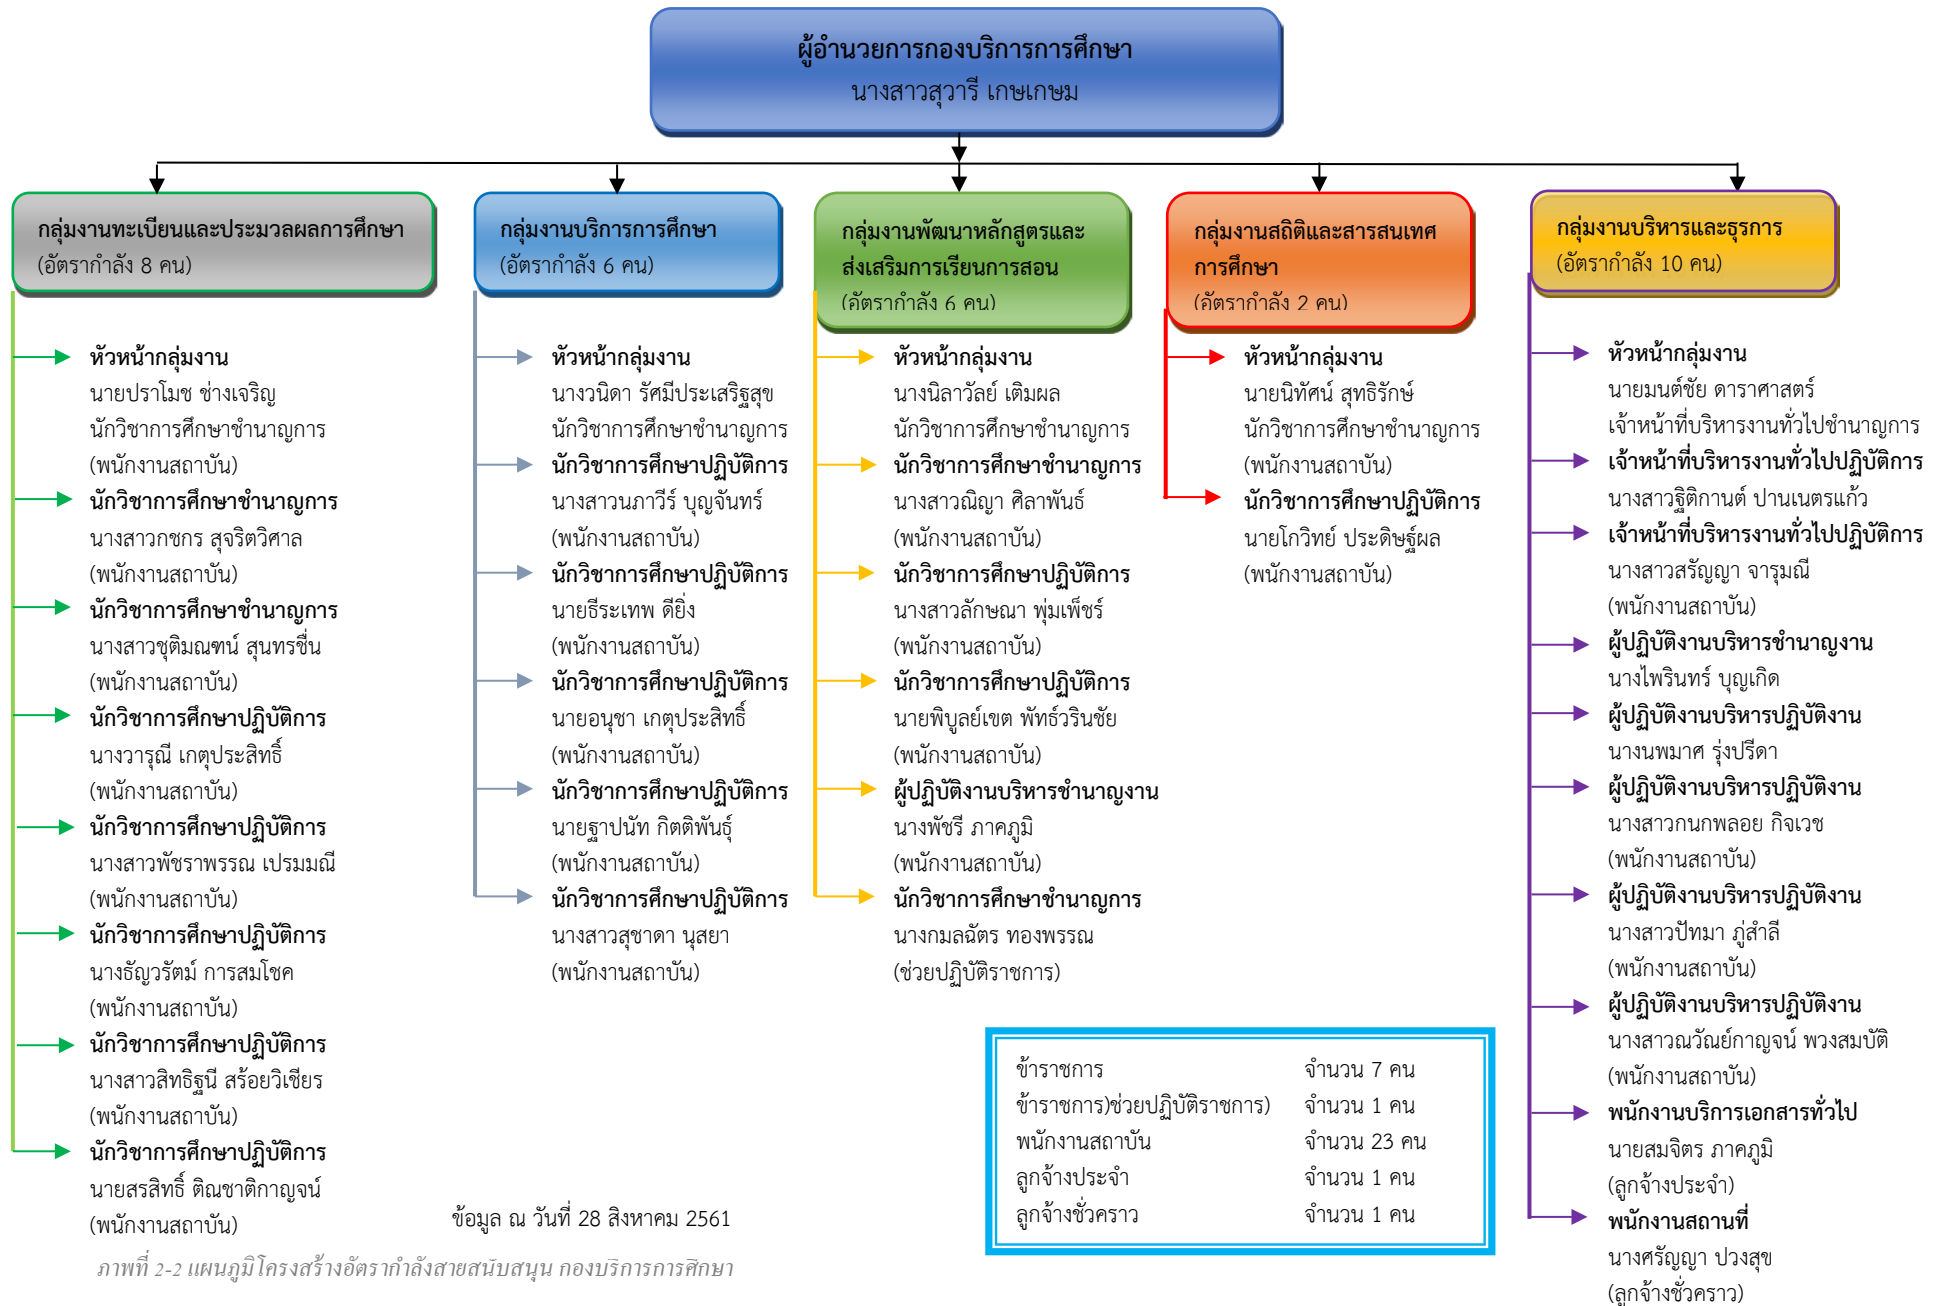 ผู้อำนวยการกองบริการการศึกษา
นางสาวสุวารี เกษเกษม
กลุ่มงานทะเบียนและประมวลผลการศึกษา
(อัตรากำลัง 8 คน)
หัวหน้ากลุ่มงาน
นายปราโมช ช่างเจริญ
นักวิชาการศึกษาชำนาญการ
(พนักงานสถาบัน)
นักวิชาการศึกษาชำนาญการ
นางสาวกชกร สุจริตวิศาล
(พนักงานสถาบัน)
นักวิชาการศึกษาชำนาญการ
นางสาวชุติมณฑน์ สุนทรชื่น
(พนักงานสถาบัน)
นักวิชาการศึกษาปฏิบัติการ
นางวารุณี เกตุประสิทธิ์
(พนักงานสถาบัน)
นักวิชาการศึกษาปฏิบัติการ
นางสาวพัชราพรรณ เปรมมณี
(พนักงานสถาบัน)
นักวิชาการศึกษาปฏิบัติการ
นางธัญวรัตม์ การสมโชค
(พนักงานสถาบัน)
นักวิชาการศึกษาปฏิบัติการ
นางสาวสิทธิฐนี สร้อยวิเชียร
(พนักงานสถาบัน)
นักวิชาการศึกษาปฏิบัติการ
นายสรสิทธิ์ ติณชาติกาญจน์
(พนักงานสถาบัน)
กลุ่มงานบริการการศึกษา
(อัตรากำลัง 6 คน)
หัวหน้ากลุ่มงาน
นางวนิดา รัศมีประเสริฐสุข
นักวิชาการศึกษาชำนาญการ
นักวิชาการศึกษาปฏิบัติการ
นางสาวนภาวีร์ บุญจันทร์
(พนักงานสถาบัน)
นักวิชาการศึกษาปฏิบัติการ
นายธีระเทพ ดียิ่ง
(พนักงานสถาบัน)
นักวิชาการศึกษาปฏิบัติการ
นายอนุชา เกตุประสิทธิ์
(พนักงานสถาบัน)
นักวิชาการศึกษาปฏิบัติการ
นายฐาปนัท กิตติพันธุ์
(พนักงานสถาบัน)
นักวิชาการศึกษาปฏิบัติการ
นางสาวสุชาดา นุสยา
(พนักงานสถาบัน)
กลุ่มงานพัฒนาหลักสูตรและ
ส่งเสริมการเรียนการสอน
(อัตรากำลัง 6 คน)
หัวหน้ากลุ่มงาน
นางนิลาวัลย์ เติมผล
นักวิชาการศึกษาชำนาญการ
นักวิชาการศึกษาชำนาญการ
นางสาวณิญา ศิลาพันธ์
(พนักงานสถาบัน)
นักวิชาการศึกษาปฏิบัติการ
นางสาวลักษณา พุ่มเพ็ชร์
(พนักงานสถาบัน)
นักวิชาการศึกษาปฏิบัติการ
นายพิบูลย์เขต พัทธ์วรินชัย
(พนักงานสถาบัน)
ผู้ปฏิบัติงานบริหารชำนาญงาน
นางพัชรี ภาคภูมิ
(พนักงานสถาบัน)
นักวิชาการศึกษาชำนาญการ
นางกมลฉัตร ทองพรรณ
(ช่วยปฏิบัติราชการ)
กลุ่มงานสถิติและสารสนเทศ
การศึกษา
(อัตรากำลัง 2 คน)
หัวหน้ากลุ่มงาน
นายนิทัศน์ สุทธิรักษ์
นักวิชาการศึกษาชำนาญการ
(พนักงานสถาบัน)
นักวิชาการศึกษาปฏิบัติการ
นายโกวิทย์ ประดิษฐ์ผล
(พนักงานสถาบัน)
กลุ่มงานบริหารและธุรการ
(อัตรากำลัง 10 คน)
หัวหน้ากลุ่มงาน
นายมนต์ชัย ดาราศาสตร์
เจ้าหน้าที่บริหารงานทั่วไปชำนาญการ
เจ้าหน้าที่บริหารงานทั่วไปปฏิบัติการ
นางสาวฐิติกานต์ ปานเนตรแก้ว
เจ้าหน้าที่บริหารงานทั่วไปปฏิบัติการ
นางสาวสรัญญา จารุมณี
(พนักงานสถาบัน)
ผู้ปฏิบัติงานบริหารชำนาญงาน
นางไพรินทร์ บุญเกิด
ผู้ปฏิบัติงานบริหารปฏิบัติงาน
นางนพมาศ รุ่งปรีดา
ผู้ปฏิบัติงานบริหารปฏิบัติงาน
นางสาวกนกพลอย กิจเวช
(พนักงานสถาบัน)
ผู้ปฏิบัติงานบริหารปฏิบัติงาน
นางสาวปัทมา ภู่สำลี
(พนักงานสถาบัน)
ผู้ปฏิบัติงานบริหารปฏิบัติงาน
นางสาวณวัณย์กาญจน์ พวงสมบัติ
(พนักงานสถาบัน)
พนักงานบริการเอกสารทั่วไป
นายสมจิตร ภาคภูมิ
(ลูกจ้างประจำ)
พนักงานสถานที่
นางศรัญญา ปวงสุข
(ลูกจ้างชั่วคราว)
ข้าราชการ จำนวน 7 คน
ข้าราชการ)ช่วยปฏิบัติราชการ) จำนวน 1 คน
พนักงานสถาบัน จำนวน 23 คน
ลูกจ้างประจำ จำนวน 1 คน
ลูกจ้างชั่วคราว จำนวน 1 คน
ข้อมูล ณ วันที่ 28 สิงหาคม 2561
ภาพที่ 2-2 แผนภูมิโครงสร้างอัตรากำลังสายสนับสนุน กองบริการการศึกษา